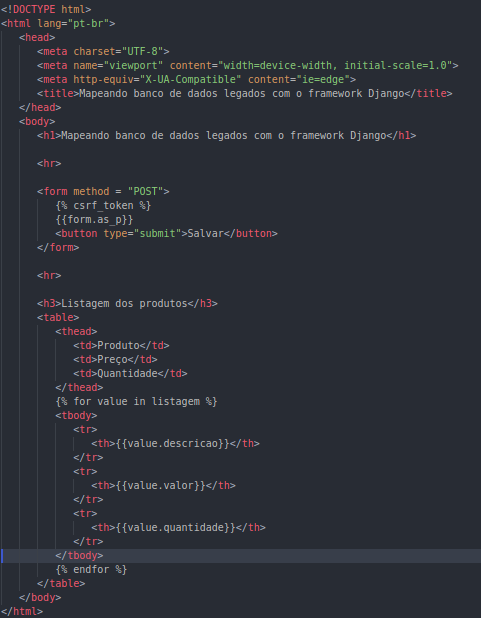 <!DOCTYPE html>
<html lang="pt-br">
<head>
<meta charset="UTF-8">
<meta name="viewport" content="width=device-width, initial-scale=1.0">
<meta http-equiv="X-UA-Compatible" content="ie=edge">
<title>Mapeando banco de dados legados com o framework Django</title>
</head>
<body>
<h1>Mapeando banco de dados legados com o framework Django</h1>
<hr>
<form method = "POST">
{% csrf_token %}
{{form.as_p}}
<button type="submit">Salvar</button>
</form>
<hr>
<h3>Listagem dos produtos</h3>
<table>
<thead>
<td>Produto</td>
<td>Preço</td>
<td>Quantidade</td>
</thead>
{% for value in listagem %}
<tbody>
<tr>
<th>{{value.descricao}}</th>
</tr>
<tr>
<th>{{value.valor}}</th>
</tr>
<tr>
<th>{{value.quantidade}}</th>
</tr>
</tbody>
{% endfor %}
</table>
</body>
</html>